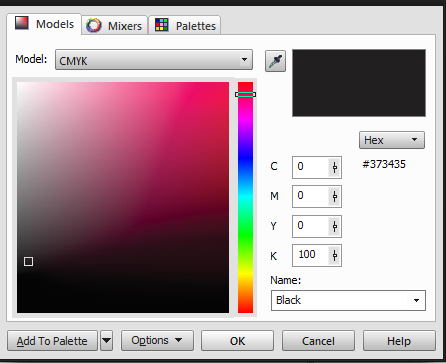 Models Mixers Palettes
Model: CMYK
Hex
C 0 #373435
M 0
Y 0
K 100
Name:
Black
Add To Palette Options OK Cancel Help